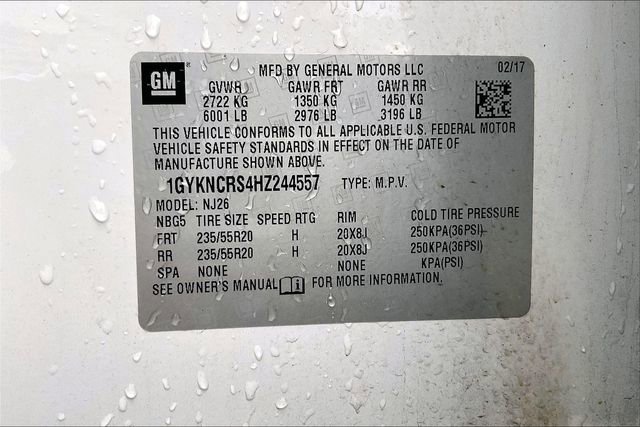 GM MFD BY GENERAL MOTORS LLC 02/17
GVWR GAWR FRT GAWR RR
2722 KG 1350 KG 1450 KG
6001 LB 2976 LB 3196 LB
THIS VEHICLE CONFORMS TO ALL APPLICABLE U.S. FEDERAL MOTOR
VEHICLE SAFETY STANDARDS IN EFFECT ON THE DATE OF
MANUFACTURE SHOWN ABOVE.
1GYKNCRS4HZ244557 TYPE: M.P.V.
MODEL: NJ26
NBG5 TIRE SIZE SPEED RTG RIM COLD TIRE PRESSURE
FRT 235/55R20 H 20X8J 250KPA(36PSI)
RR 235/55R20 H 20X8J 250KPA(36PSI)
SPA NONE NONE KPA(PSI)
SEE OWNER'S MANUAL i FOR MORE INFORMATION.